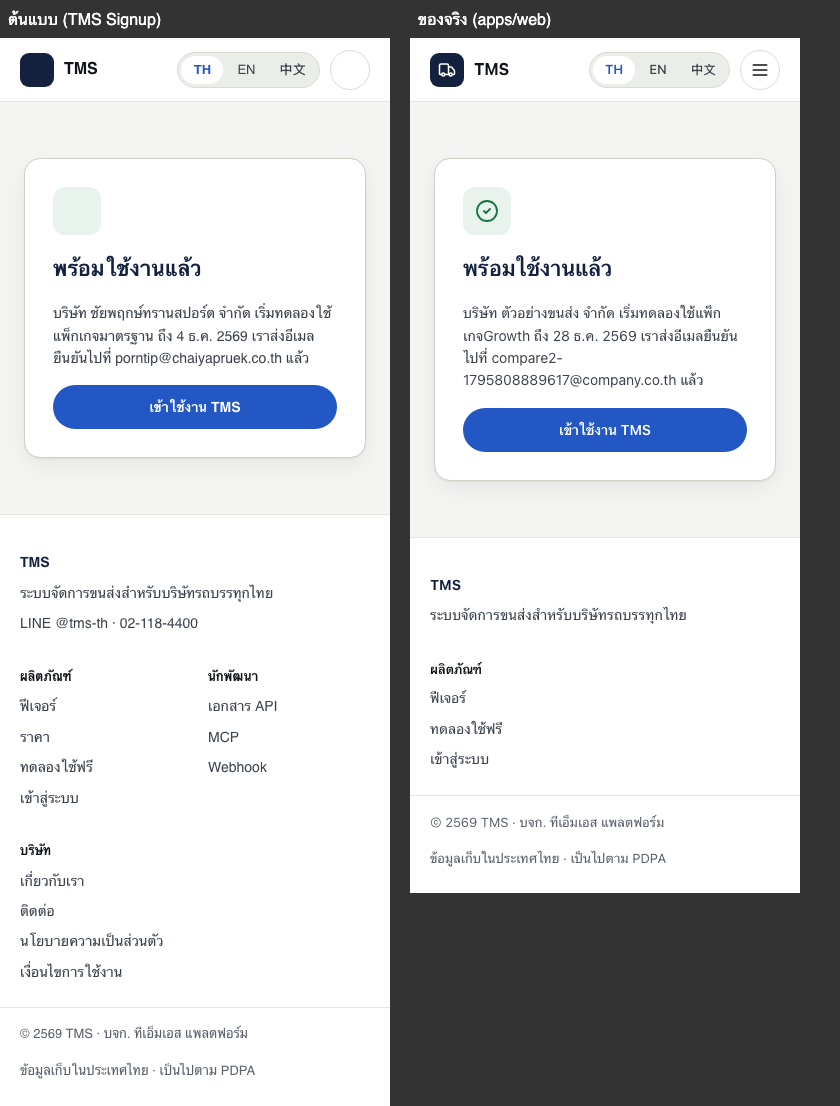 ต้นแบบ (TMS Signup)
TMS
TH EN 中文
พร้อมใช้งานแล้ว
บริษัท ชัยพฤกษ์ทรานสปอร์ต จำกัด เริ่มทดลองใช้
แพ็กเกจมาตรฐาน ถึง 4 ธ.ค. 2569 เราส่งอีเมล
ยืนยันไปที่ porntip@chaiyapruek.co.th แล้ว
เข้าใช้งาน TMS
TMS
ระบบจัดการขนส่งสำหรับบริษัทรถบรรทุกไทย
LINE @tms-th · 02-118-4400
ผลิตภัณฑ์
ฟีเจอร์
ราคา
ทดลองใช้ฟรี
เข้าสู่ระบบ
นักพัฒนา
เอกสาร API
MCP
Webhook
บริษัท
เกี่ยวกับเรา
ติดต่อ
นโยบายความเป็นส่วนตัว
เงื่อนไขการใช้งาน
© 2569 TMS · บจก. ทีเอ็มเอส แพลตฟอร์ม
ข้อมูลเก็บในประเทศไทย · เป็นไปตาม PDPA
ของจริง (apps/web)
TMS
TH EN 中文
พร้อมใช้งานแล้ว
บริษัท ตัวอย่างขนส่ง จำกัด เริ่มทดลองใช้แพ็ก
เกจGrowth ถึง 28 ธ.ค. 2569 เราส่งอีเมลยืนยัน
ไปที่ compare2-
1795808889617@company.co.th แล้ว
เข้าใช้งาน TMS
TMS
ระบบจัดการขนส่งสำหรับบริษัทรถบรรทุกไทย
ผลิตภัณฑ์
ฟีเจอร์
ทดลองใช้ฟรี
เข้าสู่ระบบ
© 2569 TMS · บจก. ทีเอ็มเอส แพลตฟอร์ม
ข้อมูลเก็บในประเทศไทย · เป็นไปตาม PDPA